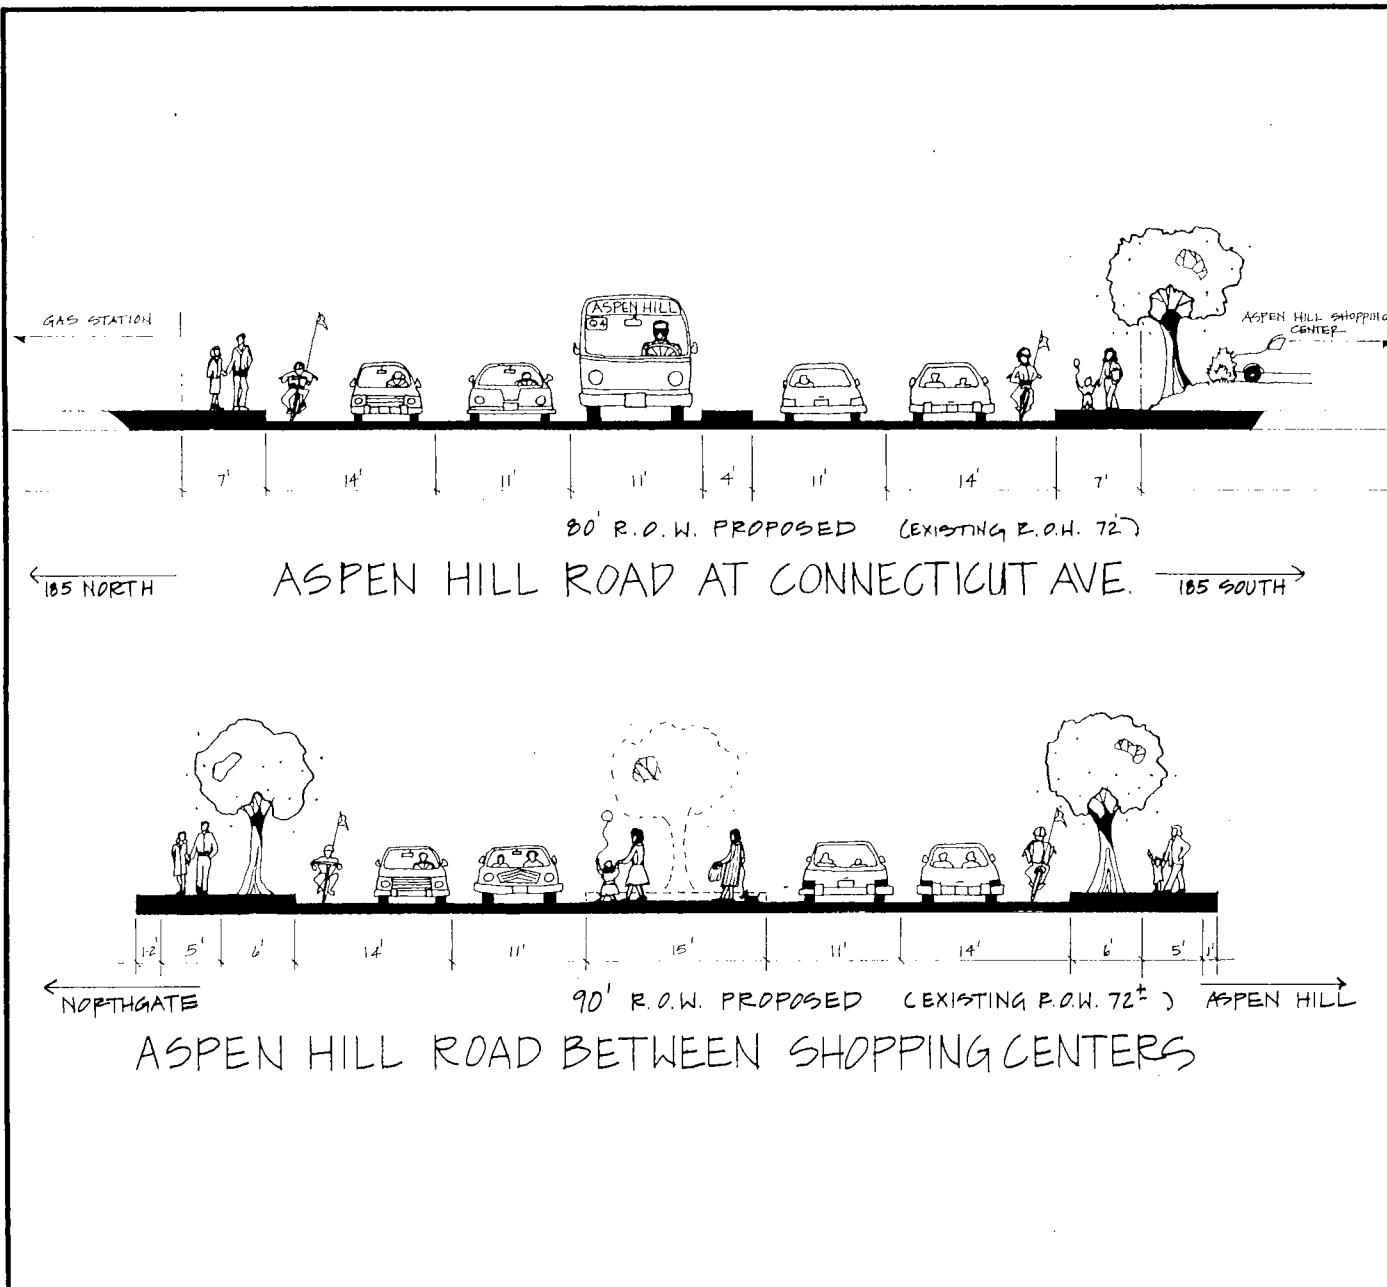 ASPEN HILL
Q4
GAS STATION
ASPEN HILL SHOPPING
CENTER
7' 14' 11' 11' 4' 11' 14' 7'
80' R.O.W. PROPOSED (EXISTING R.O.W. 72')
185 NORTH ASPEN HILL ROAD AT CONNECTICUT AVE. 185 SOUTH
1-2' 5' 6' 14' 11' 15' 11' 14' 6' 5' 1'
NORTHGATE 90' R.O.W. PROPOSED (EXISTING R.O.W. 72±) ASPEN HILL
ASPEN HILL ROAD BETWEEN SHOPPING CENTERS